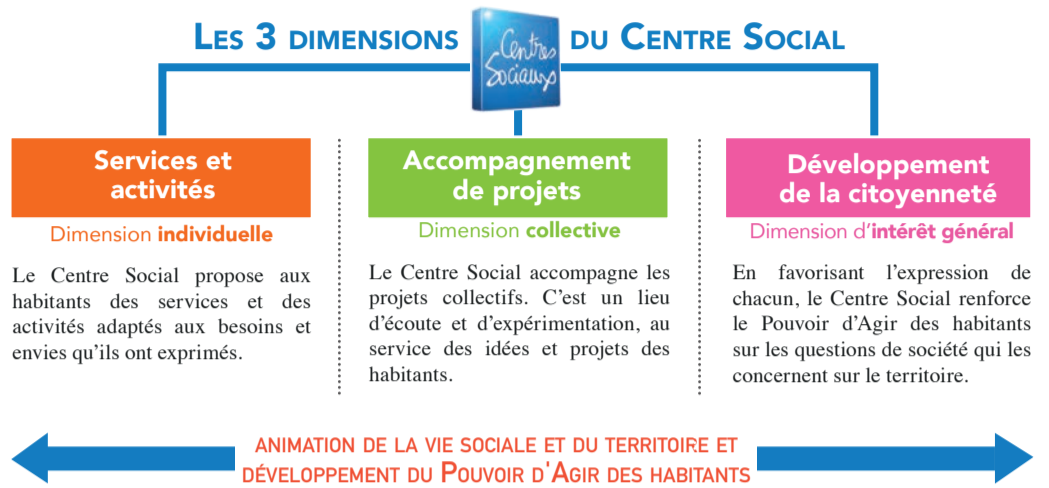 LES 3 DIMENSIONS DU CENTRE SOCIAL
Centres
Sociaux
Services et
activités
Dimension individuelle
Le Centre Social propose aux
habitants des services et des
activités adaptés aux besoins et
envies qu'ils ont exprimés.
Accompagnement
de projets
Dimension collective
Le Centre Social accompagne les
projets collectifs. C'est un lieu
d'écoute et d'expérimentation, au
service des idées et projets des
habitants.
Développement
de la citoyenneté
Dimension d'intérêt général
En favorisant l'expression de
chacun, le Centre Social renforce
le Pouvoir d'Agir des habitants
sur les questions de société qui les
concernent sur le territoire.
ANIMATION DE LA VIE SOCIALE ET DU TERRITOIRE ET
DÉVELOPPEMENT DU POUVOIR D'AGIR DES HABITANTS